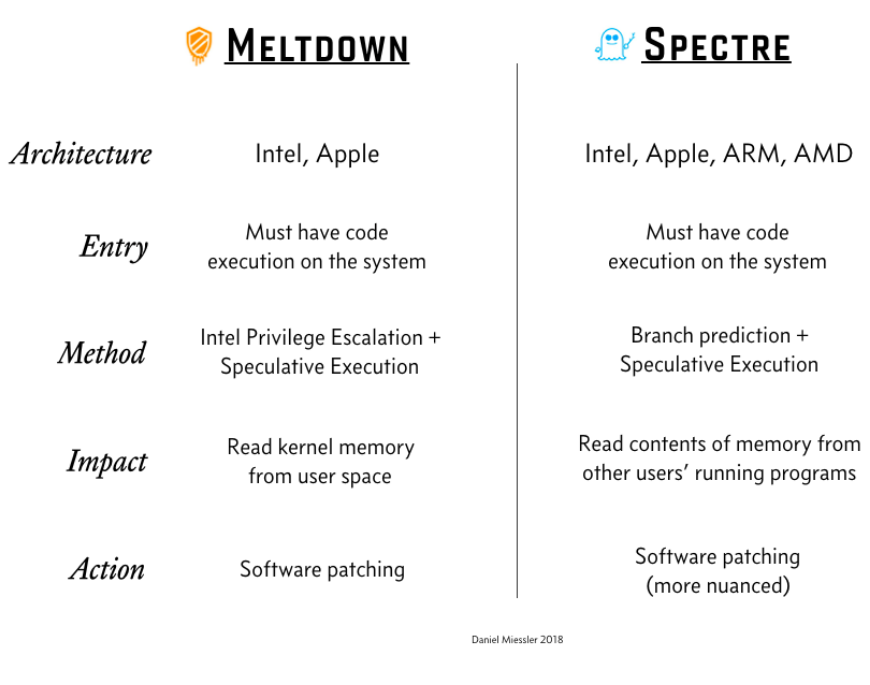 MELTDOWN
SPECTRE
Architecture
Intel, Apple
Intel, Apple, ARM, AMD
Entry
Must have code
execution on the system
Must have code
execution on the system
Method
Intel Privilege Escalation +
Speculative Execution
Branch prediction +
Speculative Execution
Impact
Read kernel memory
from user space
Read contents of memory from
other users’ running programs
Action
Software patching
Software patching
(more nuanced)
Daniel Miessler 2018